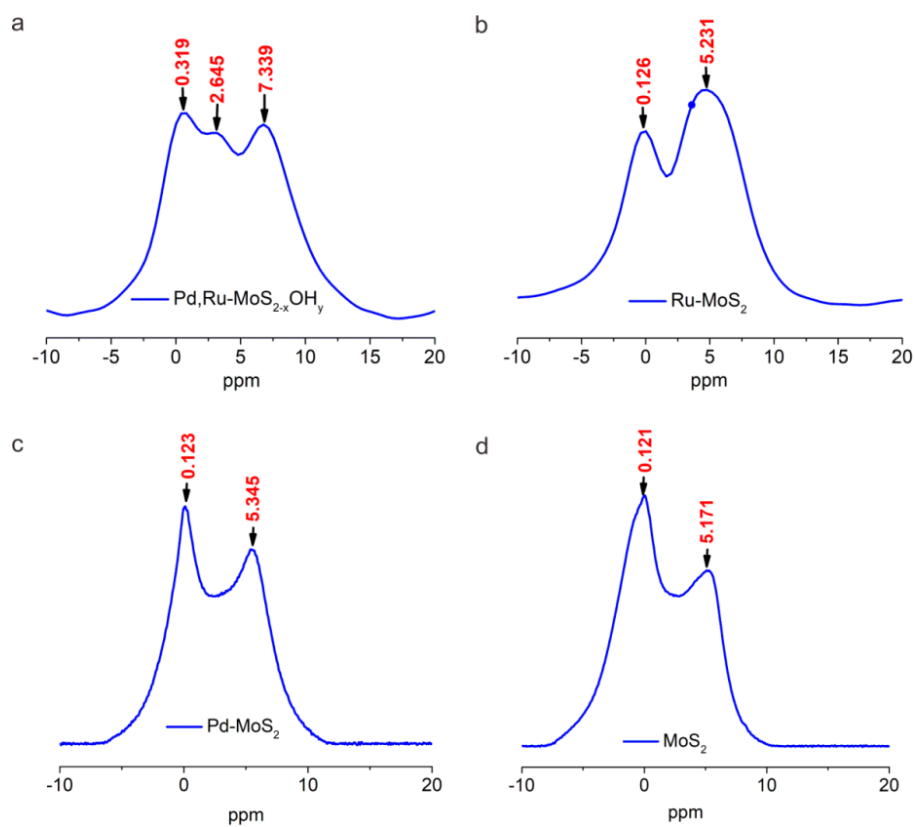 a
0.319
2.645
7.339
Pd,Ru-MoS₂₋ₓOHᵧ
-10 -5 0 5 10 15 20
ppm
b
0.126
5.231
Ru-MoS₂
-10 -5 0 5 10 15 20
ppm
c
0.123
5.345
Pd-MoS₂
-10 0 10 20
ppm
d
0.121
5.171
MoS₂
-10 0 10 20
ppm